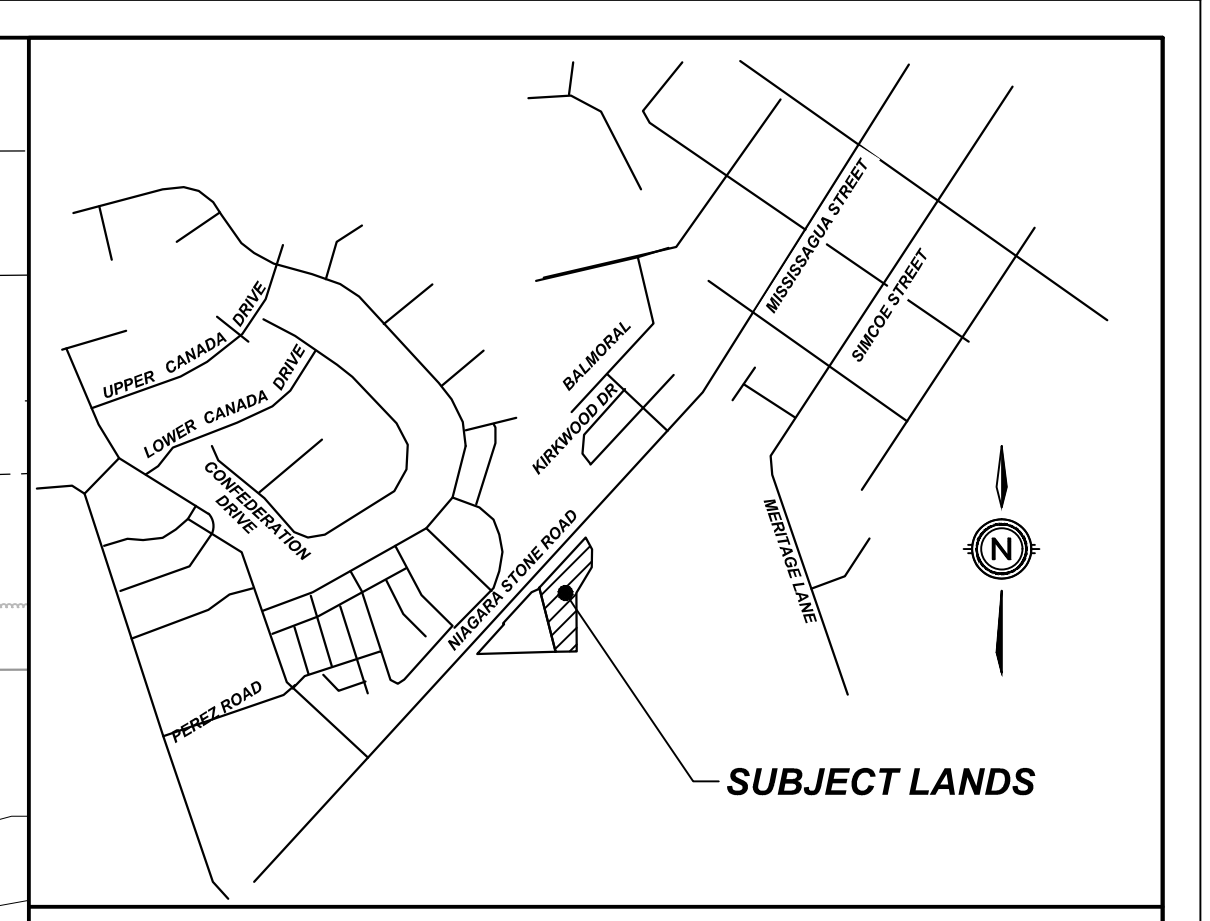 MISSISSAGUA STREET
SIMCOE STREET
UPPER CANADA DRIVE
BALMORAL
LOWER CANADA DRIVE
KIRKWOOD DR
CONFEDERATION
DRIVE
NIAGARA STONE ROAD
MERITAGE LANE
N
PEREZ ROAD
SUBJECT LANDS